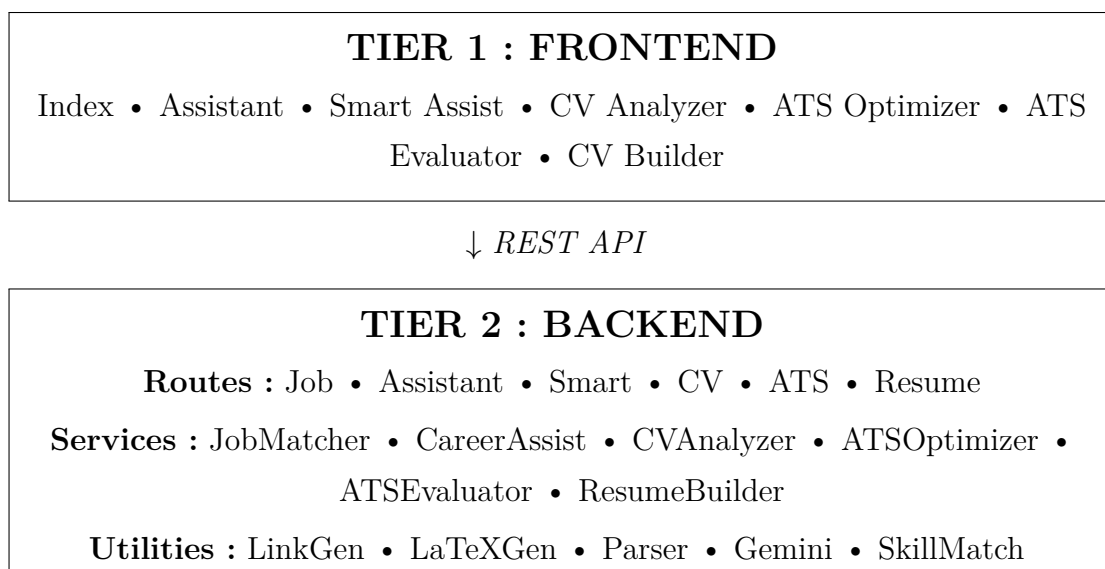 TIER 1 : FRONTEND
Index • Assistant • Smart Assist • CV Analyzer • ATS Optimizer • ATS
Evaluator • CV Builder
↓ REST API
TIER 2 : BACKEND
Routes : Job • Assistant • Smart • CV • ATS • Resume
Services : JobMatcher • CareerAssist • CVAnalyzer • ATSOptimizer •
ATSEvaluator • ResumeBuilder
Utilities : LinkGen • LaTeXGen • Parser • Gemini • SkillMatch